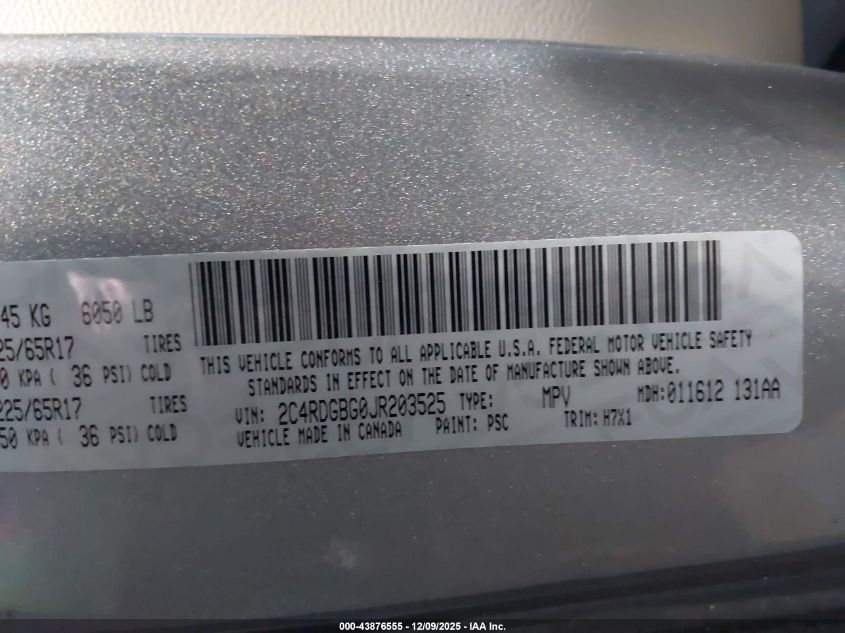 45 KG 6050 LB
25/65R17 TIRES
0 KPA ( 36 PSI) COLD
225/65R17 TIRES
50 KPA ( 36 PSI) COLD
THIS VEHICLE CONFORMS TO ALL APPLICABLE U.S.A. FEDERAL MOTOR VEHICLE SAFETY
STANDARDS IN EFFECT ON THE DATE OF MANUFACTURE SHOWN ABOVE.
VIN: 2C4RDGBG0JR203525 TYPE: MPV MDH: 011612 131AA
VEHICLE MADE IN CANADA PAINT: PSC TRIM: H7X1
000-43876555 - 12/09/2025 - IAA Inc.